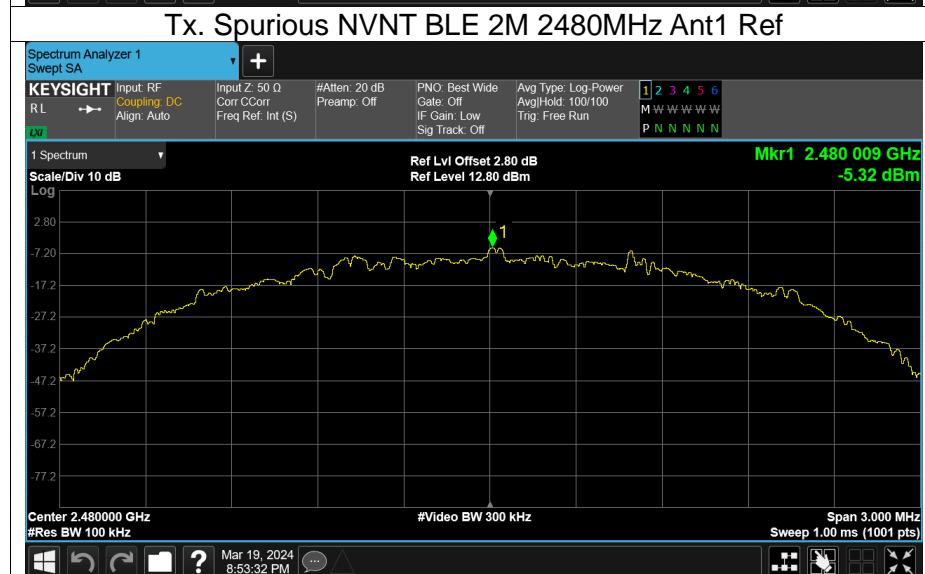 Tx. Spurious NVNT BLE 2M 2480MHz Ant1 Ref
Spectrum Analyzer 1
Swept SA
+
KEYSIGHT
R L
LXI
Input: RF
Coupling: DC
Align: Auto
Input Z: 50 Ω
Corr CCorr
Freq Ref: Int (S)
#Atten: 20 dB
Preamp: Off
PNO: Best Wide
Gate: Off
IF Gain: Low
Sig Track: Off
Avg Type: Log-Power
Avg|Hold: 100/100
Trig: Free Run
1 2 3 4 5 6
M W W W W W
P N N N N N
1 Spectrum
Scale/Div 10 dB
Ref Lvl Offset 2.80 dB
Ref Level 12.80 dBm
Mkr1 2.480 009 GHz
-5.32 dBm
Log
2.80
-7.20
-17.2
-27.2
-37.2
-47.2
-57.2
-67.2
-77.2
1
Center 2.480000 GHz
#Video BW 300 kHz
Span 3.000 MHz
#Res BW 100 kHz
Sweep 1.00 ms (1001 pts)
?
Mar 19, 2024
8:53:32 PM